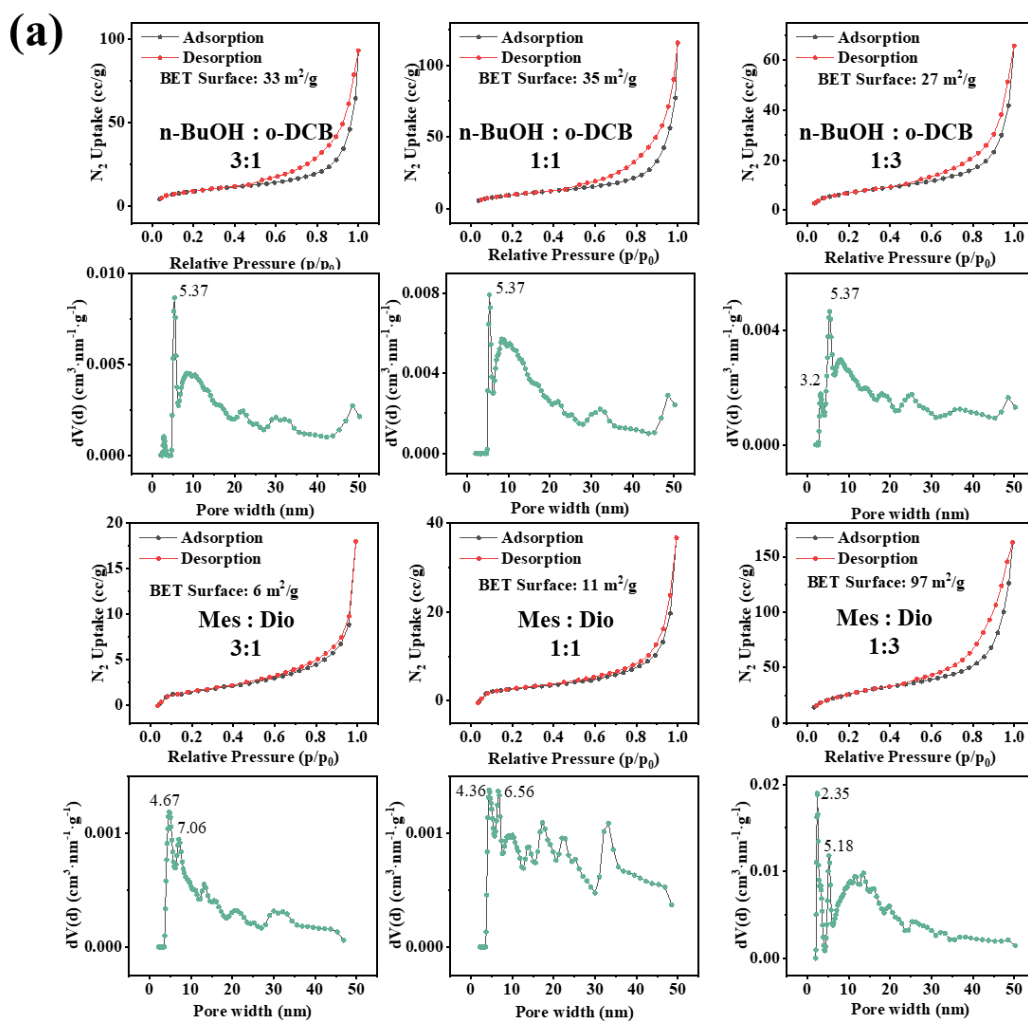 (a)
Adsorption
Desorption
BET Surface: 33 m²/g
n-BuOH : o-DCB
3:1
N₂ Uptake (cc/g)
100
50
0
0.0 0.2 0.4 0.6 0.8 1.0
Relative Pressure (p/p₀)
Adsorption
Desorption
BET Surface: 35 m²/g
n-BuOH : o-DCB
1:1
N₂ Uptake (cc/g)
100
50
0
0.0 0.2 0.4 0.6 0.8 1.0
Relative Pressure (p/p₀)
Adsorption
Desorption
BET Surface: 27 m²/g
n-BuOH : o-DCB
1:3
N₂ Uptake (cc/g)
60
40
20
0
0.0 0.2 0.4 0.6 0.8 1.0
Relative Pressure (p/p₀)
5.37
dV(d) (cm³·nm⁻¹·g⁻¹)
0.010
0.005
0.000
0 10 20 30 40 50
Pore width (nm)
5.37
dV(d) (cm³·nm⁻¹·g⁻¹)
0.008
0.004
0.000
0 10 20 30 40 50
Pore width (nm)
5.37
3.2
dV(d) (cm³·nm⁻¹·g⁻¹)
0.004
0.000
0 10 20 30 40 50
Pore width (nm)
Adsorption
Desorption
BET Surface: 6 m²/g
Mes : Dio
3:1
N₂ Uptake (cc/g)
20
15
10
5
0
0.0 0.2 0.4 0.6 0.8 1.0
Relative Pressure (p/p₀)
Adsorption
Desorption
BET Surface: 11 m²/g
Mes : Dio
1:1
N₂ Uptake (cc/g)
40
20
0
0.0 0.2 0.4 0.6 0.8 1.0
Relative Pressure (p/p₀)
Adsorption
Desorption
BET Surface: 97 m²/g
Mes : Dio
1:3
N₂ Uptake (cc/g)
150
100
50
0
0.0 0.2 0.4 0.6 0.8 1.0
Relative Pressure (p/p₀)
4.67
7.06
dV(d) (cm³·nm⁻¹·g⁻¹)
0.001
0.000
0 10 20 30 40 50
Pore width (nm)
4.36
6.56
dV(d) (cm³·nm⁻¹·g⁻¹)
0.001
0.000
0 10 20 30 40 50
Pore width (nm)
2.35
5.18
dV(d) (cm³·nm⁻¹·g⁻¹)
0.02
0.01
0.00
0 10 20 30 40 50
Pore width (nm)